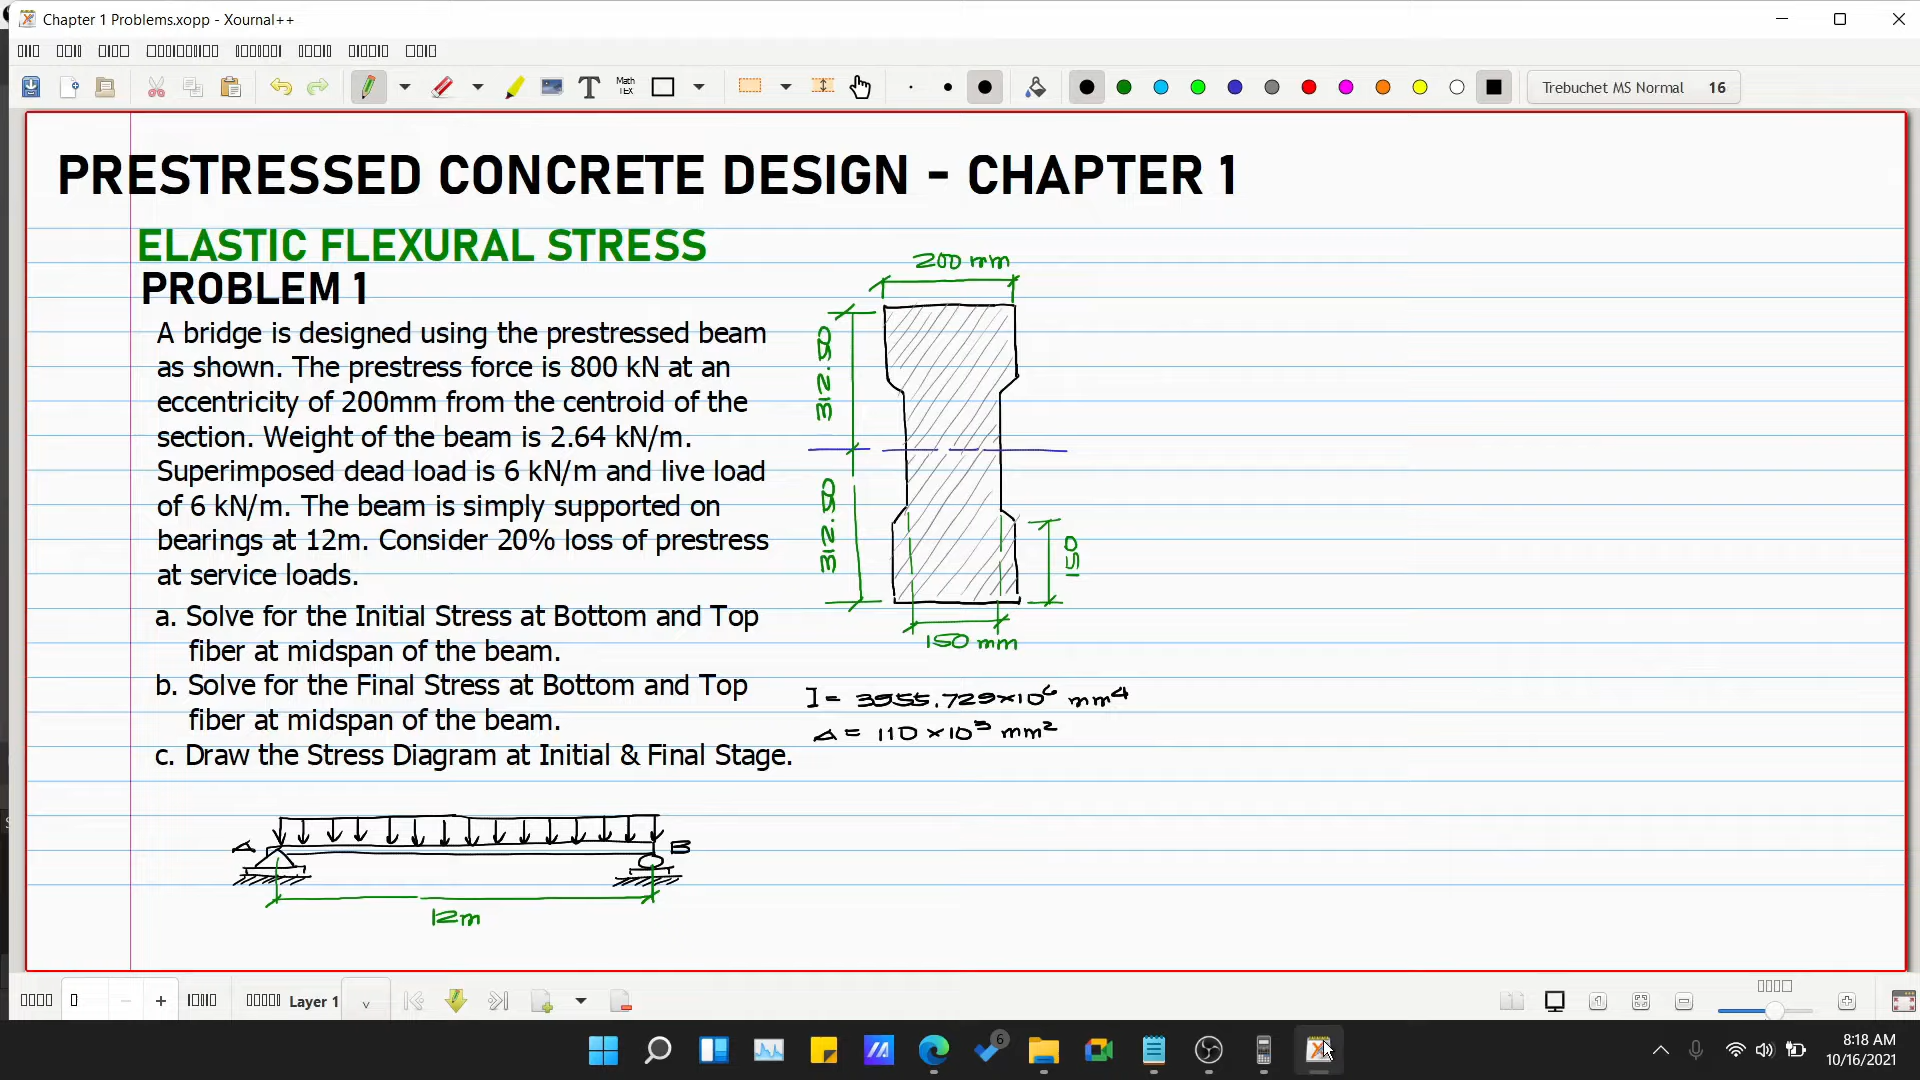 Chapter 1 Problems.xopp - Xournal++
Math
TEX
Trebuchet MS Normal 16
PRESTRESSED CONCRETE DESIGN - CHAPTER 1
ELASTIC FLEXURAL STRESS
PROBLEM 1
A bridge is designed using the prestressed beam
as shown. The prestress force is 800 kN at an
eccentricity of 200mm from the centroid of the
section. Weight of the beam is 2.64 kN/m.
Superimposed dead load is 6 kN/m and live load
of 6 kN/m. The beam is simply supported on
bearings at 12m. Consider 20% loss of prestress
at service loads.
a. Solve for the Initial Stress at Bottom and Top
fiber at midspan of the beam.
b. Solve for the Final Stress at Bottom and Top
fiber at midspan of the beam.
c. Draw the Stress Diagram at Initial & Final Stage.
A
B
12m
200 mm
312.50
312.50
150
150 mm
I = 3955.729×10⁶ mm⁴
A = 110×10³ mm²
Layer 1
6
8:18 AM
10/16/2021